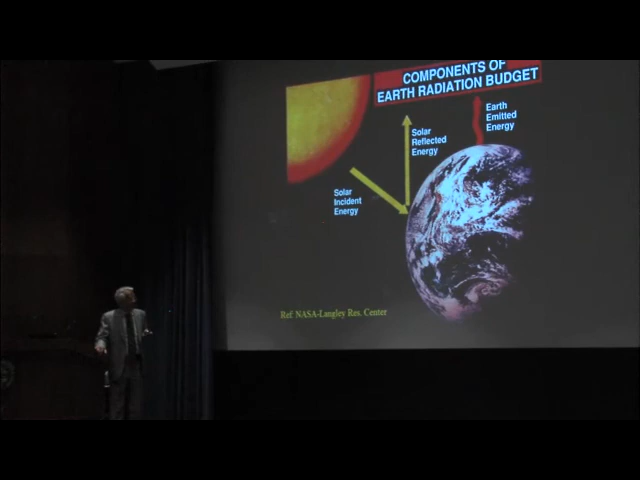 COMPONENTS OF
EARTH RADIATION BUDGET
Earth
Emitted
Energy
Solar
Reflected
Energy
Solar
Incident
Energy
Ref: NASA-Langley Res. Center